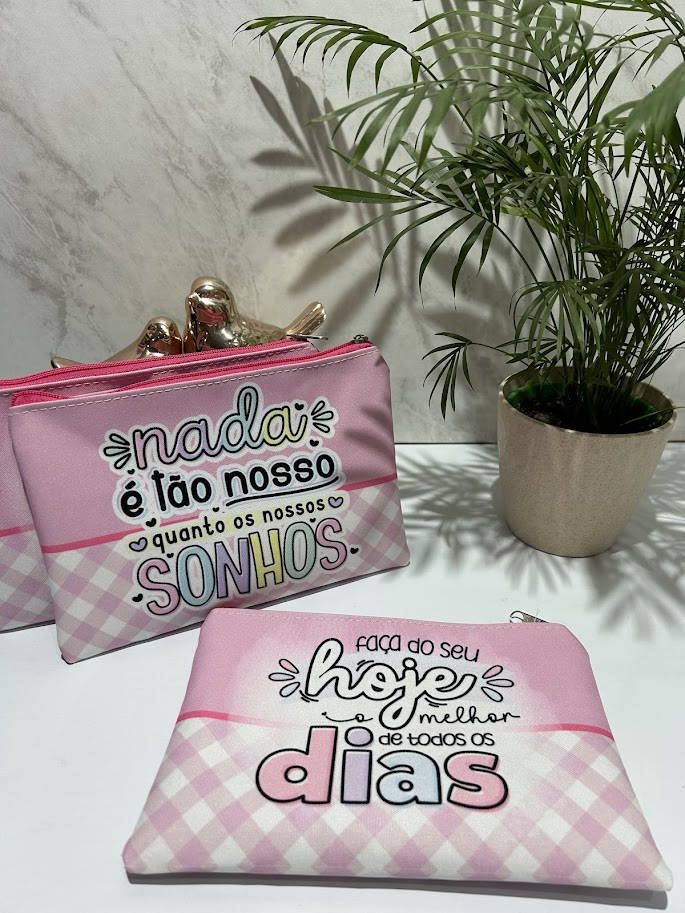 nada
é tão nosso
quanto os nossos
SONHOS
faça do seu
hoje
o melhor
de todos os
dias